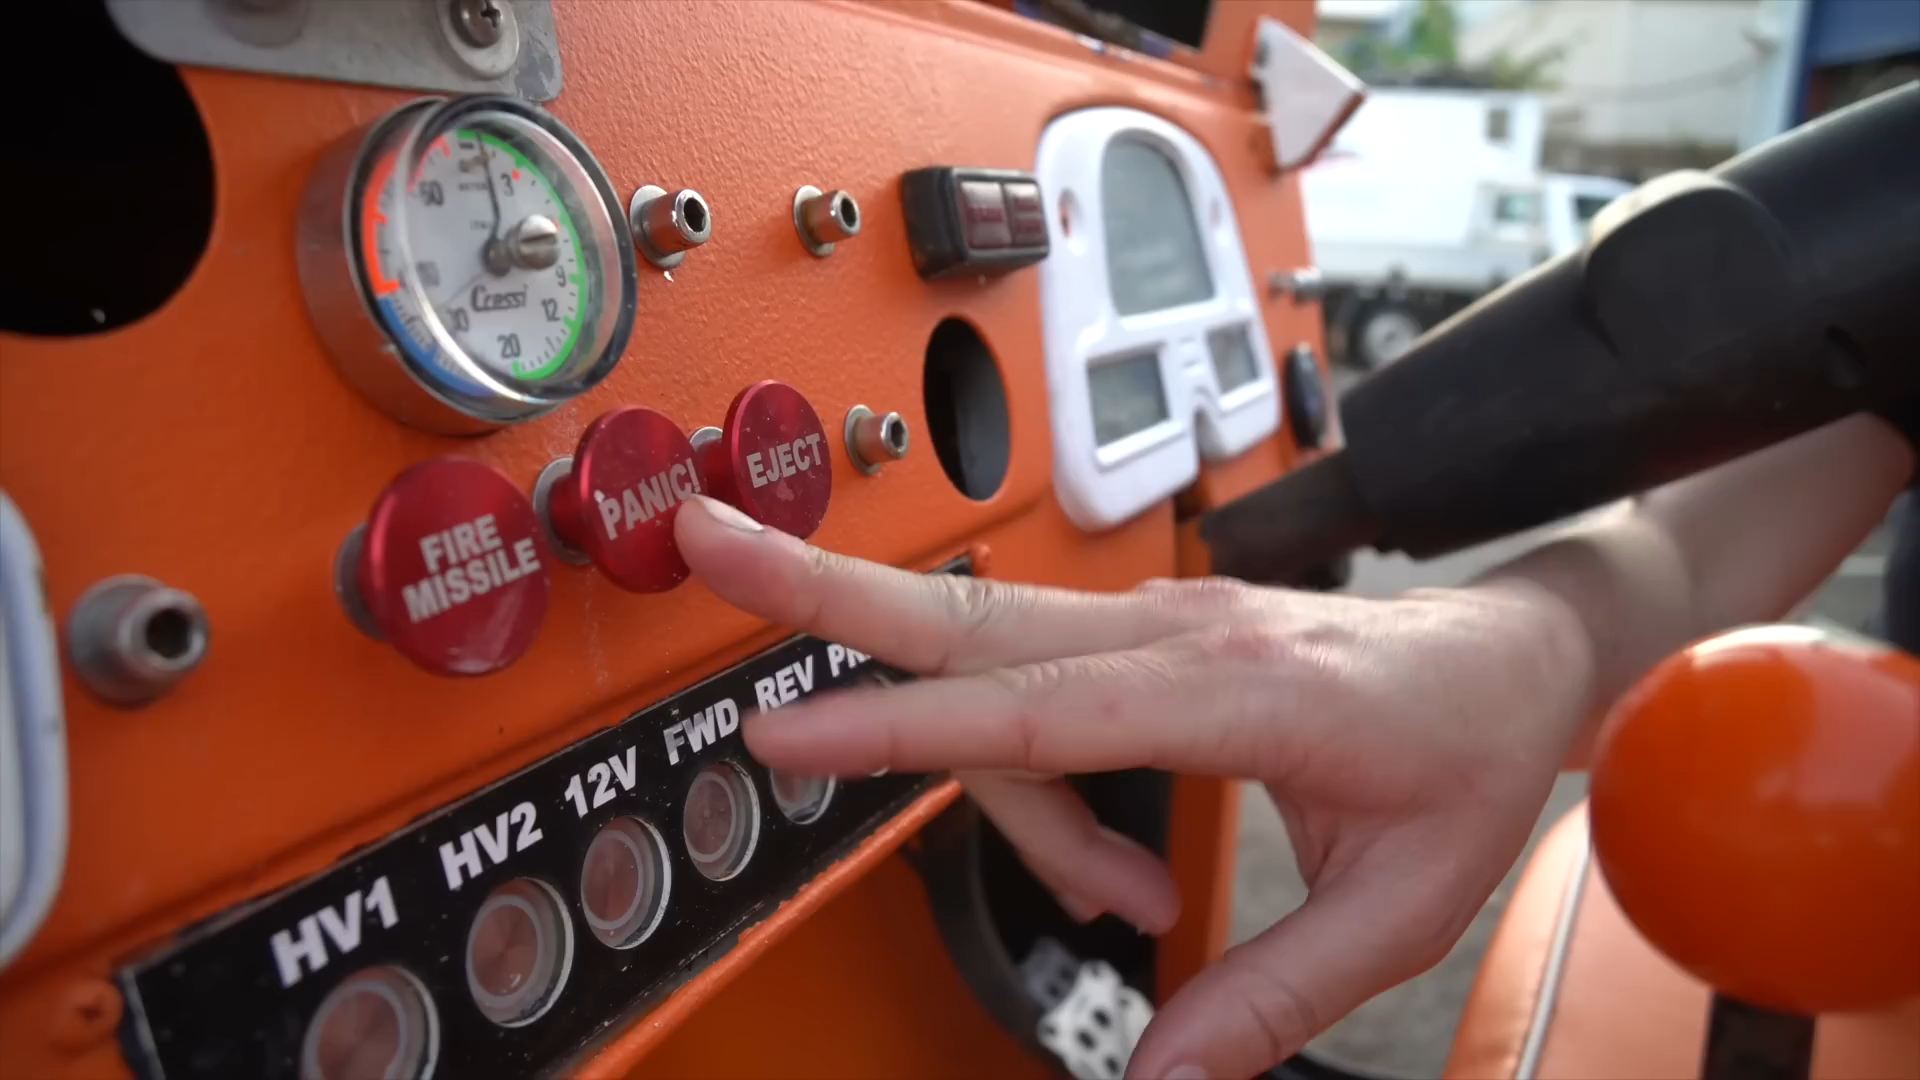 50
3
9
12
20
Cressi
FIRE
MISSILE
PANIC!
EJECT
HV1
HV2
12V
FWD
REV